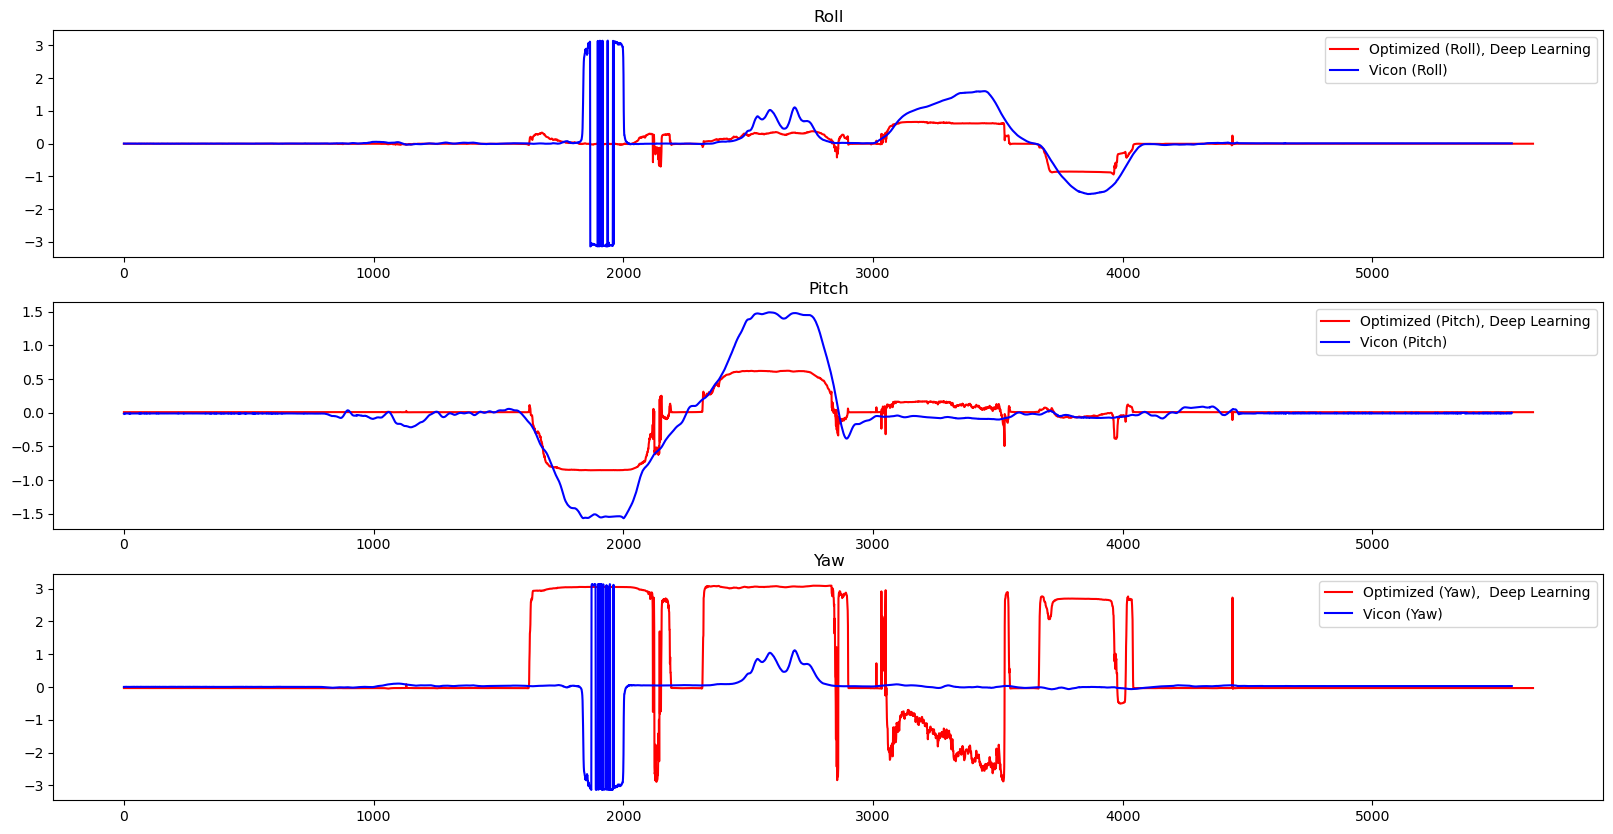 Roll
3
2
1
0
−1
−2
−3
Optimized (Roll), Deep Learning
Vicon (Roll)
0 1000 2000 3000 4000 5000
Pitch
1.5
1.0
0.5
0.0
−0.5
−1.0
−1.5
Optimized (Pitch), Deep Learning
Vicon (Pitch)
0 1000 2000 3000 4000 5000
Yaw
3
2
1
0
−1
−2
−3
Optimized (Yaw),  Deep Learning
Vicon (Yaw)
0 1000 2000 3000 4000 5000